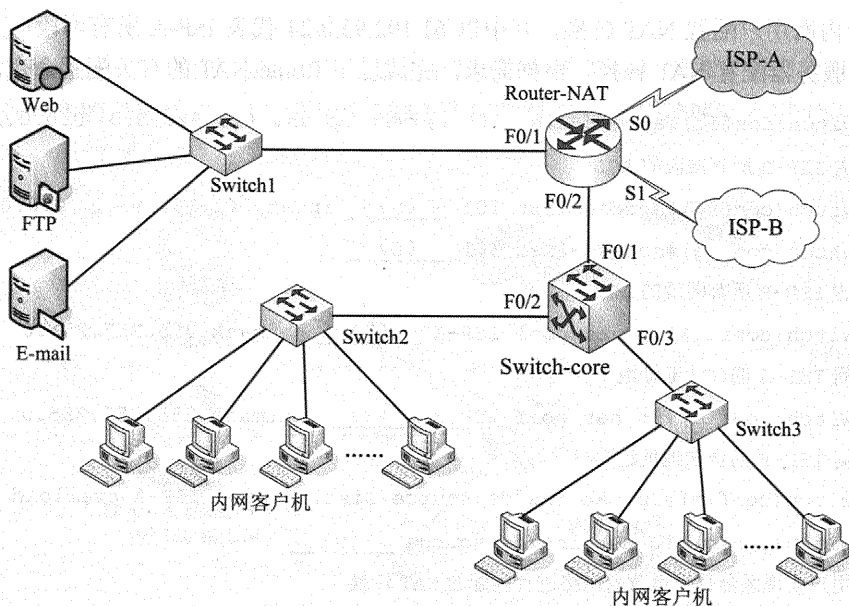 Web
FTP
E-mail
Switch1
Router-NAT
F0/1
S0
S1
F0/2
ISP-A
ISP-B
F0/1
F0/2
F0/3
Switch-core
Switch2
Switch3
……
内网客户机
……
内网客户机